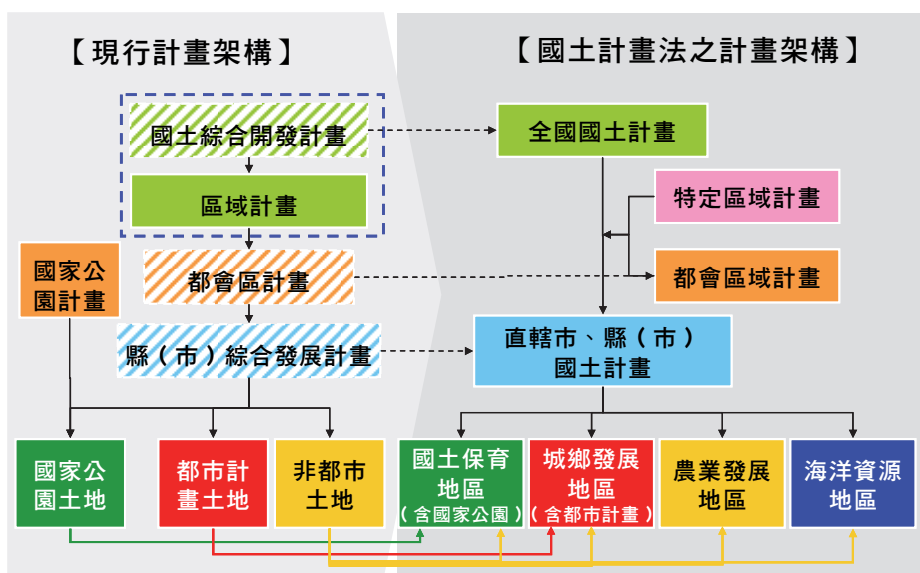 【現行計畫架構】
【國土計畫法之計畫架構】
國土綜合開發計畫
全國國土計畫
區域計畫
特定區域計畫
國家公
園計畫
都會區計畫
都會區域計畫
縣（市）綜合發展計畫
直轄市、縣（市）
國土計畫
國家公
園土地
都市計
畫土地
非都市
土地
國土保育
地區
（含國家公園）
城鄉發展
地區
（含都市計畫）
農業發展
地區
海洋資源
地區